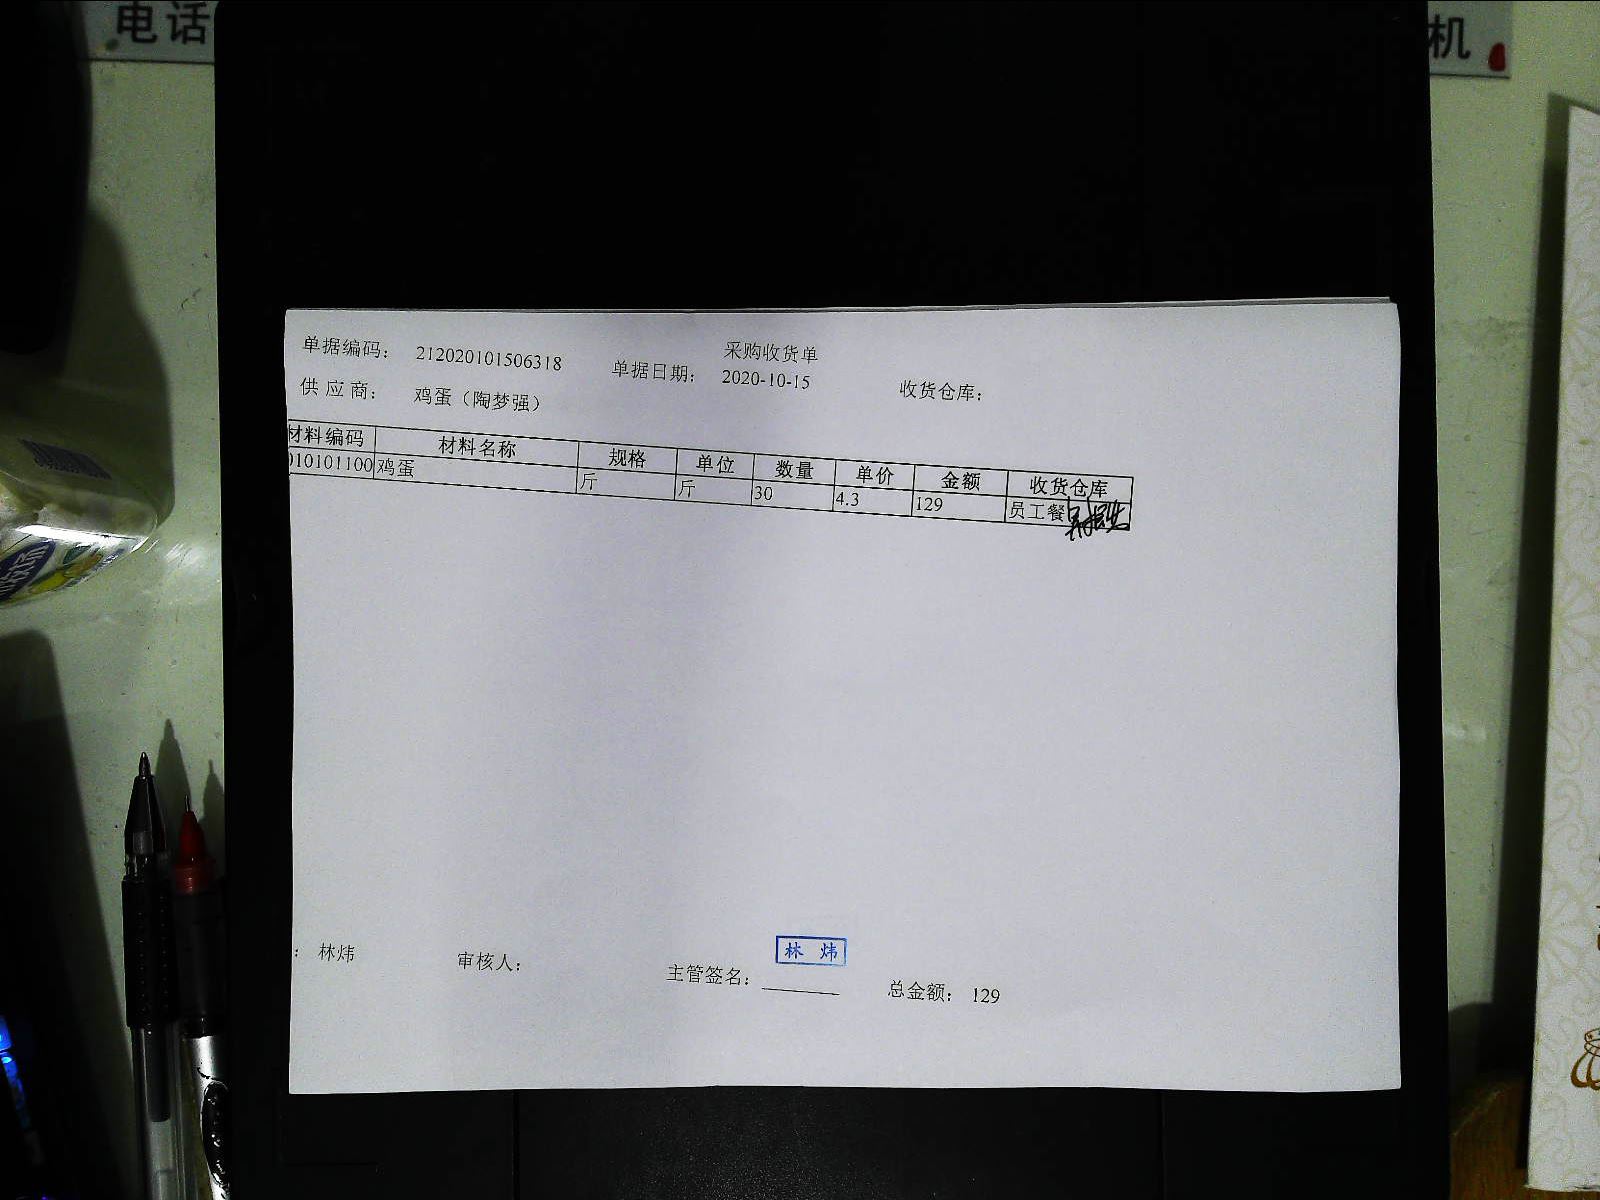 电话
机
采购收货单
单据编码： 212020101506318 单据日期： 2020-10-15 收货仓库：
供应商： 鸡蛋（陶梦强）
材料编码 材料名称 规格 单位 数量 单价 金额 收货仓库
010101100 鸡蛋 斤 斤 30 4.3 129 员工餐
林炜
： 林炜 审核人： 主管签名： 总金额： 129